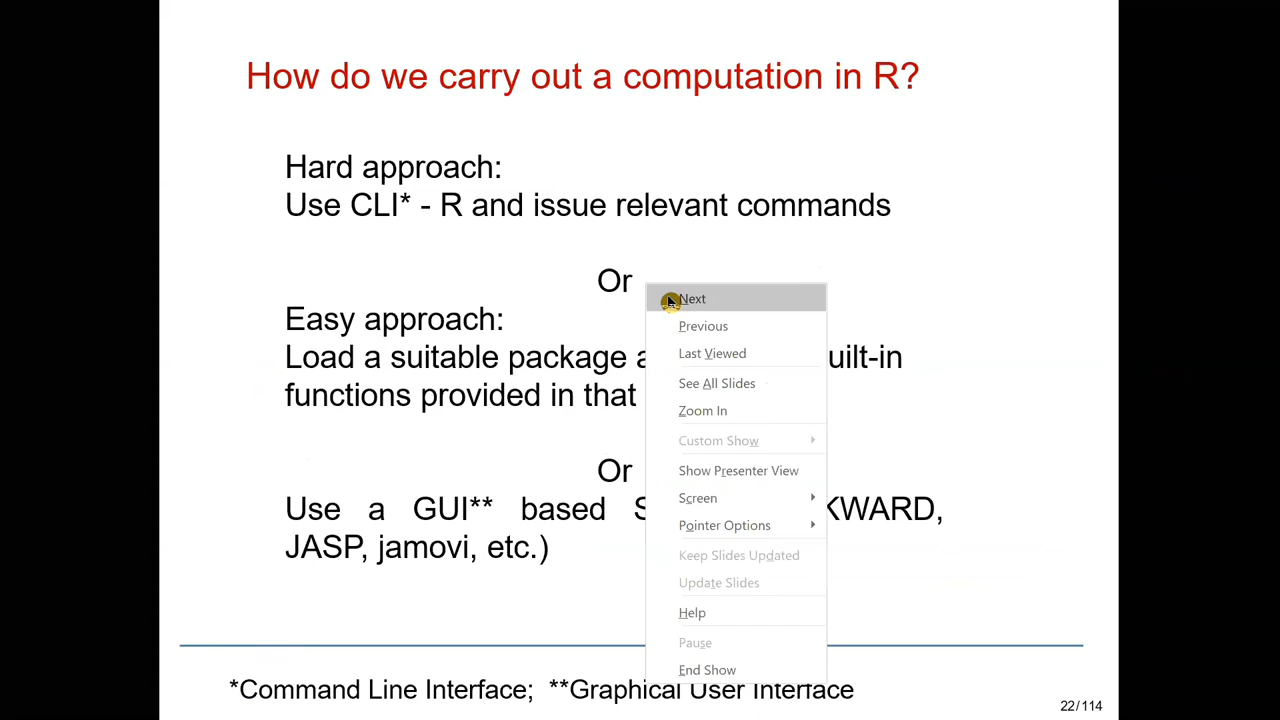 How do we carry out a computation in R?
Hard approach:
Use CLI* - R and issue relevant commands
Or
Easy approach:
Load a suitable package uilt-in
functions provided in that
Or
Use a GUI** based KWARD,
JASP, jamovi, etc.)
Next
Previous
Last Viewed
See All Slides
Zoom In
Custom Show
Show Presenter View
Screen
Pointer Options
Keep Slides Updated
Update Slides
Help
Pause
End Show
*Command Line Interface; **Graphical User Interface
22/114